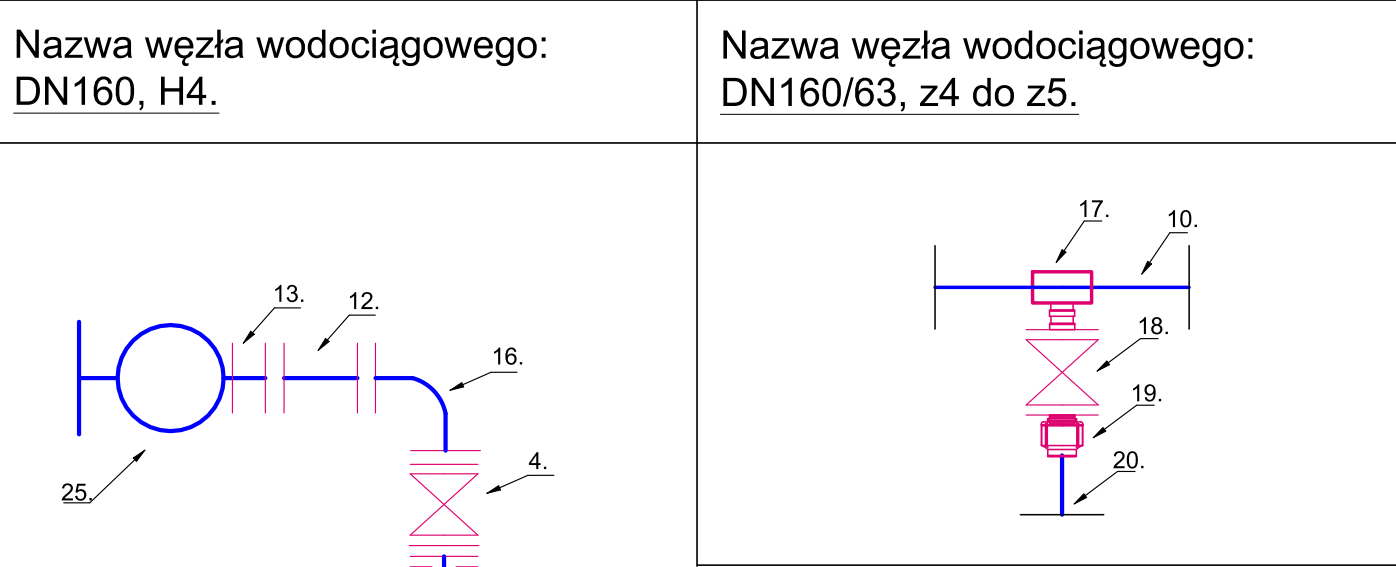 Nazwa węzła wodociągowego:
DN160, H4.
Nazwa węzła wodociągowego:
DN160/63, z4 do z5.
13.
12.
16.
4.
25.
17.
10.
18.
19.
20.